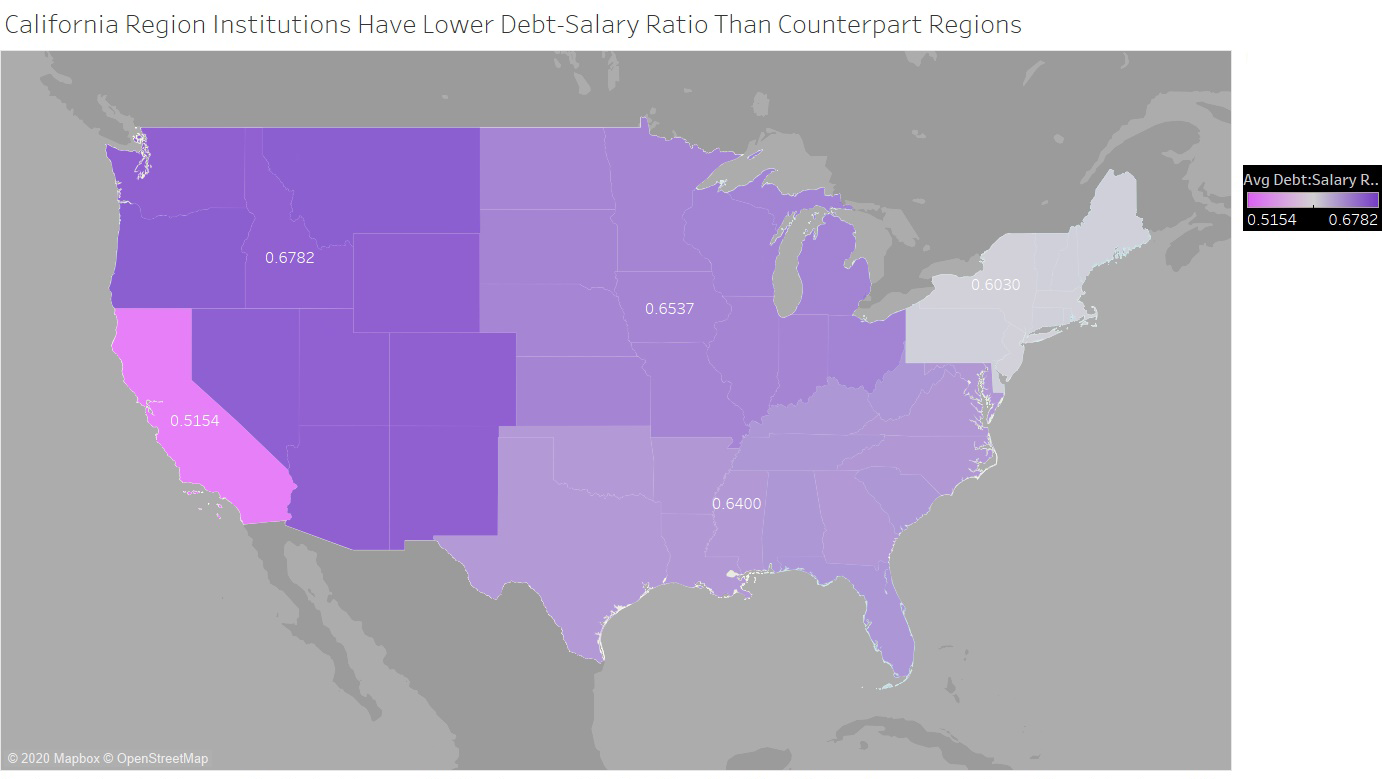 California Region Institutions Have Lower Debt-Salary Ratio Than Counterpart Regions
Avg Debt:Salary R..
0.5154 0.6782
0.6782
0.6030
0.6537
0.5154
0.6400
© 2020 Mapbox © OpenStreetMap